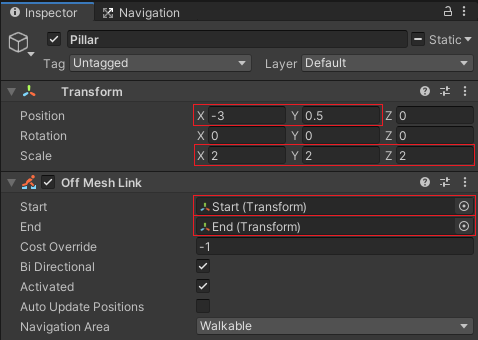 Inspector Navigation
Pillar Static
Tag Untagged Layer Default
Transform
Position X -3 Y 0.5 Z 0
Rotation X 0 Y 0 Z 0
Scale X 2 Y 2 Z 2
Off Mesh Link
Start Start (Transform)
End End (Transform)
Cost Override -1
Bi Directional
Activated
Auto Update Positions
Navigation Area Walkable